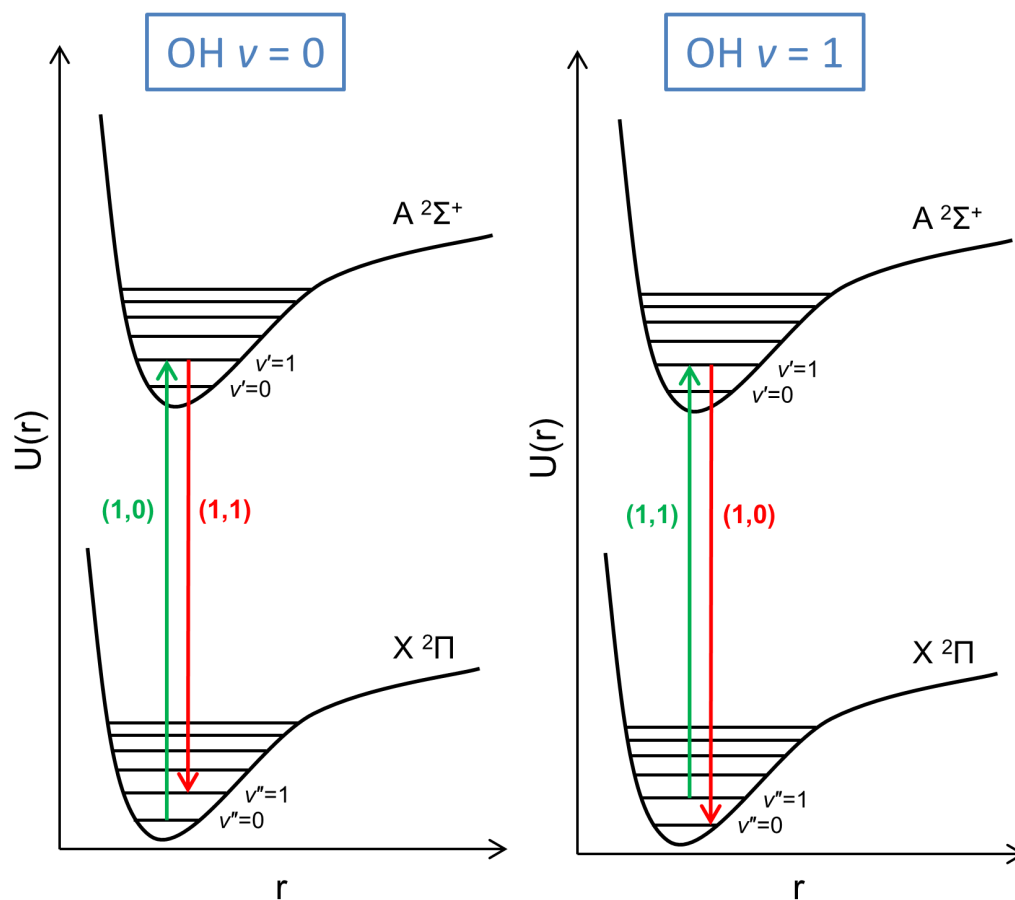 OH v = 0
A ²Σ⁺
v′=1
v′=0
U(r)
(1,0)
(1,1)
X ²Π
v″=1
v″=0
r
OH v = 1
A ²Σ⁺
v′=1
v′=0
U(r)
(1,1)
(1,0)
X ²Π
v″=1
v″=0
r